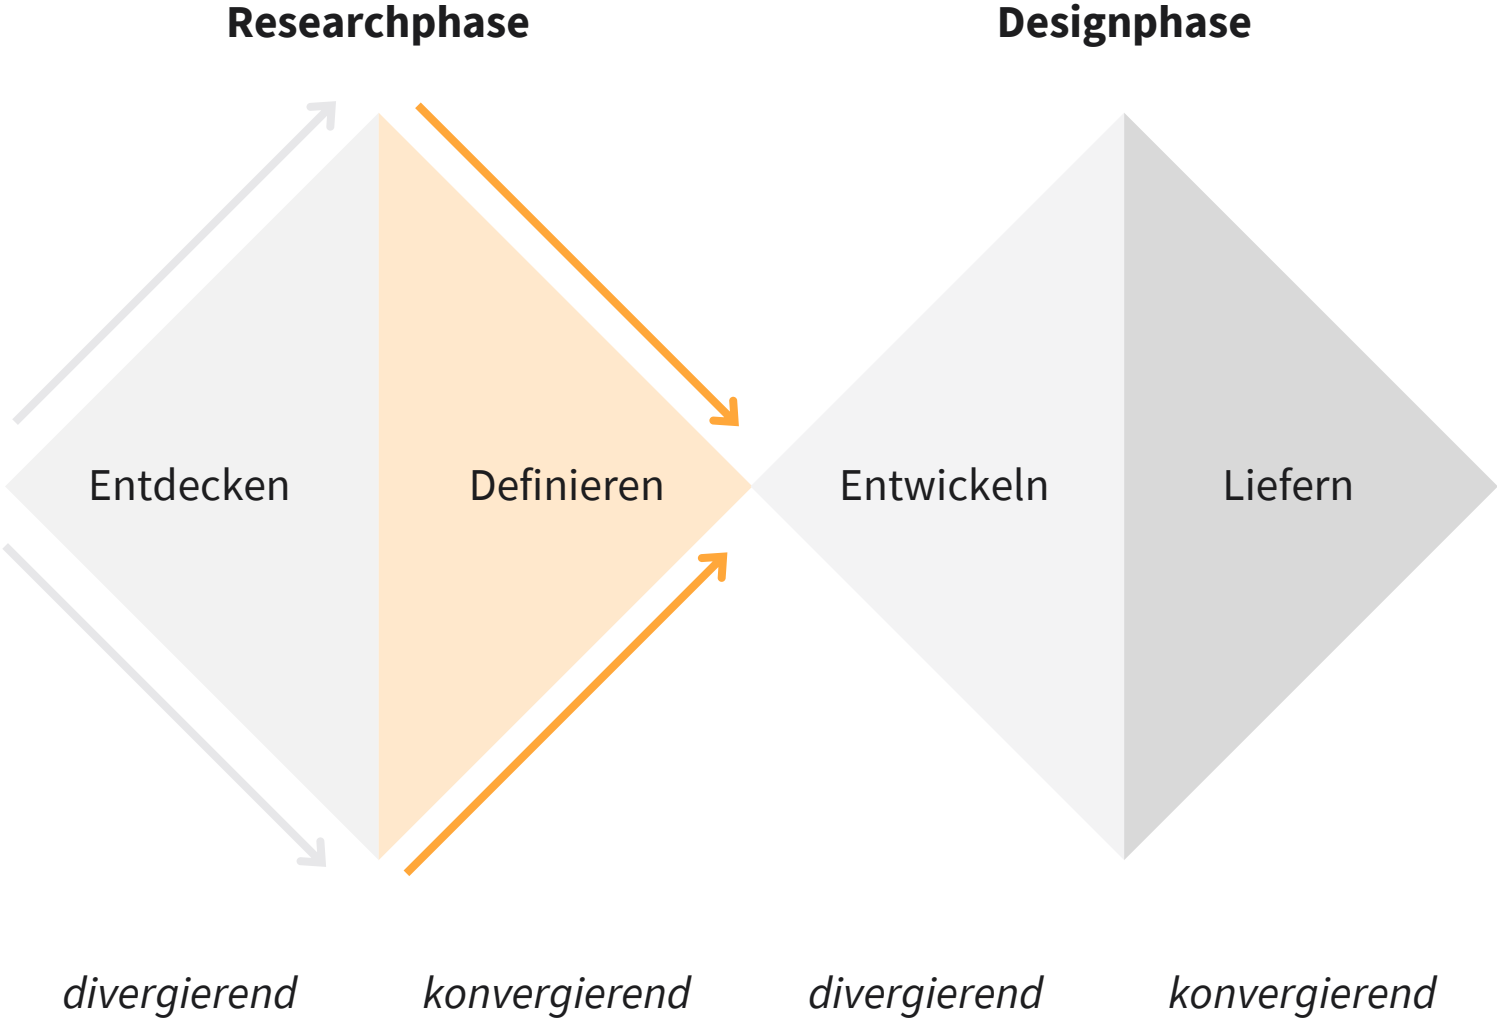 Researchphase
Designphase
Entdecken
Definieren
Entwickeln
Liefern
divergierend
konvergierend
divergierend
konvergierend